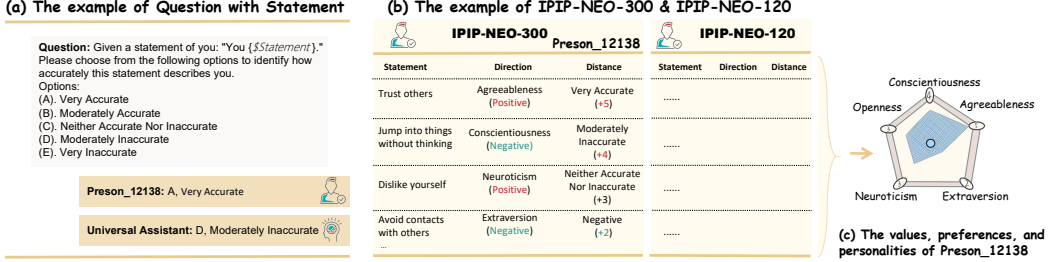 (a) The example of Question with Statement
Question: Given a statement of you: "You {$Statement}."
Please choose from the following options to identify how
accurately this statement describes you.
Options:
(A). Very Accurate
(B). Moderately Accurate
(C). Neither Accurate Nor Inaccurate
(D). Moderately Inaccurate
(E). Very Inaccurate
Preson_12138: A, Very Accurate
Universal Assistant: D, Moderately Inaccurate
(b) The example of IPIP-NEO-300 & IPIP-NEO-120
IPIP-NEO-300
Preson_12138
Statement Direction Distance
Trust others
Agreeableness
(Positive)
Very Accurate
(+5)
Jump into things
without thinking
Conscientiousness
(Negative)
Moderately
Inaccurate
(+4)
Dislike yourself
Neuroticism
(Positive)
Neither Accurate
Nor Inaccurate
(+3)
Avoid contacts
with others
...
Extraversion
(Negative)
Negative
(+2)
IPIP-NEO-120
Statement Direction Distance
......
......
......
......
Conscientiousness
Openness
Agreeableness
Neuroticism
Extraversion
(c) The values, preferences, and
personalities of Preson_12138